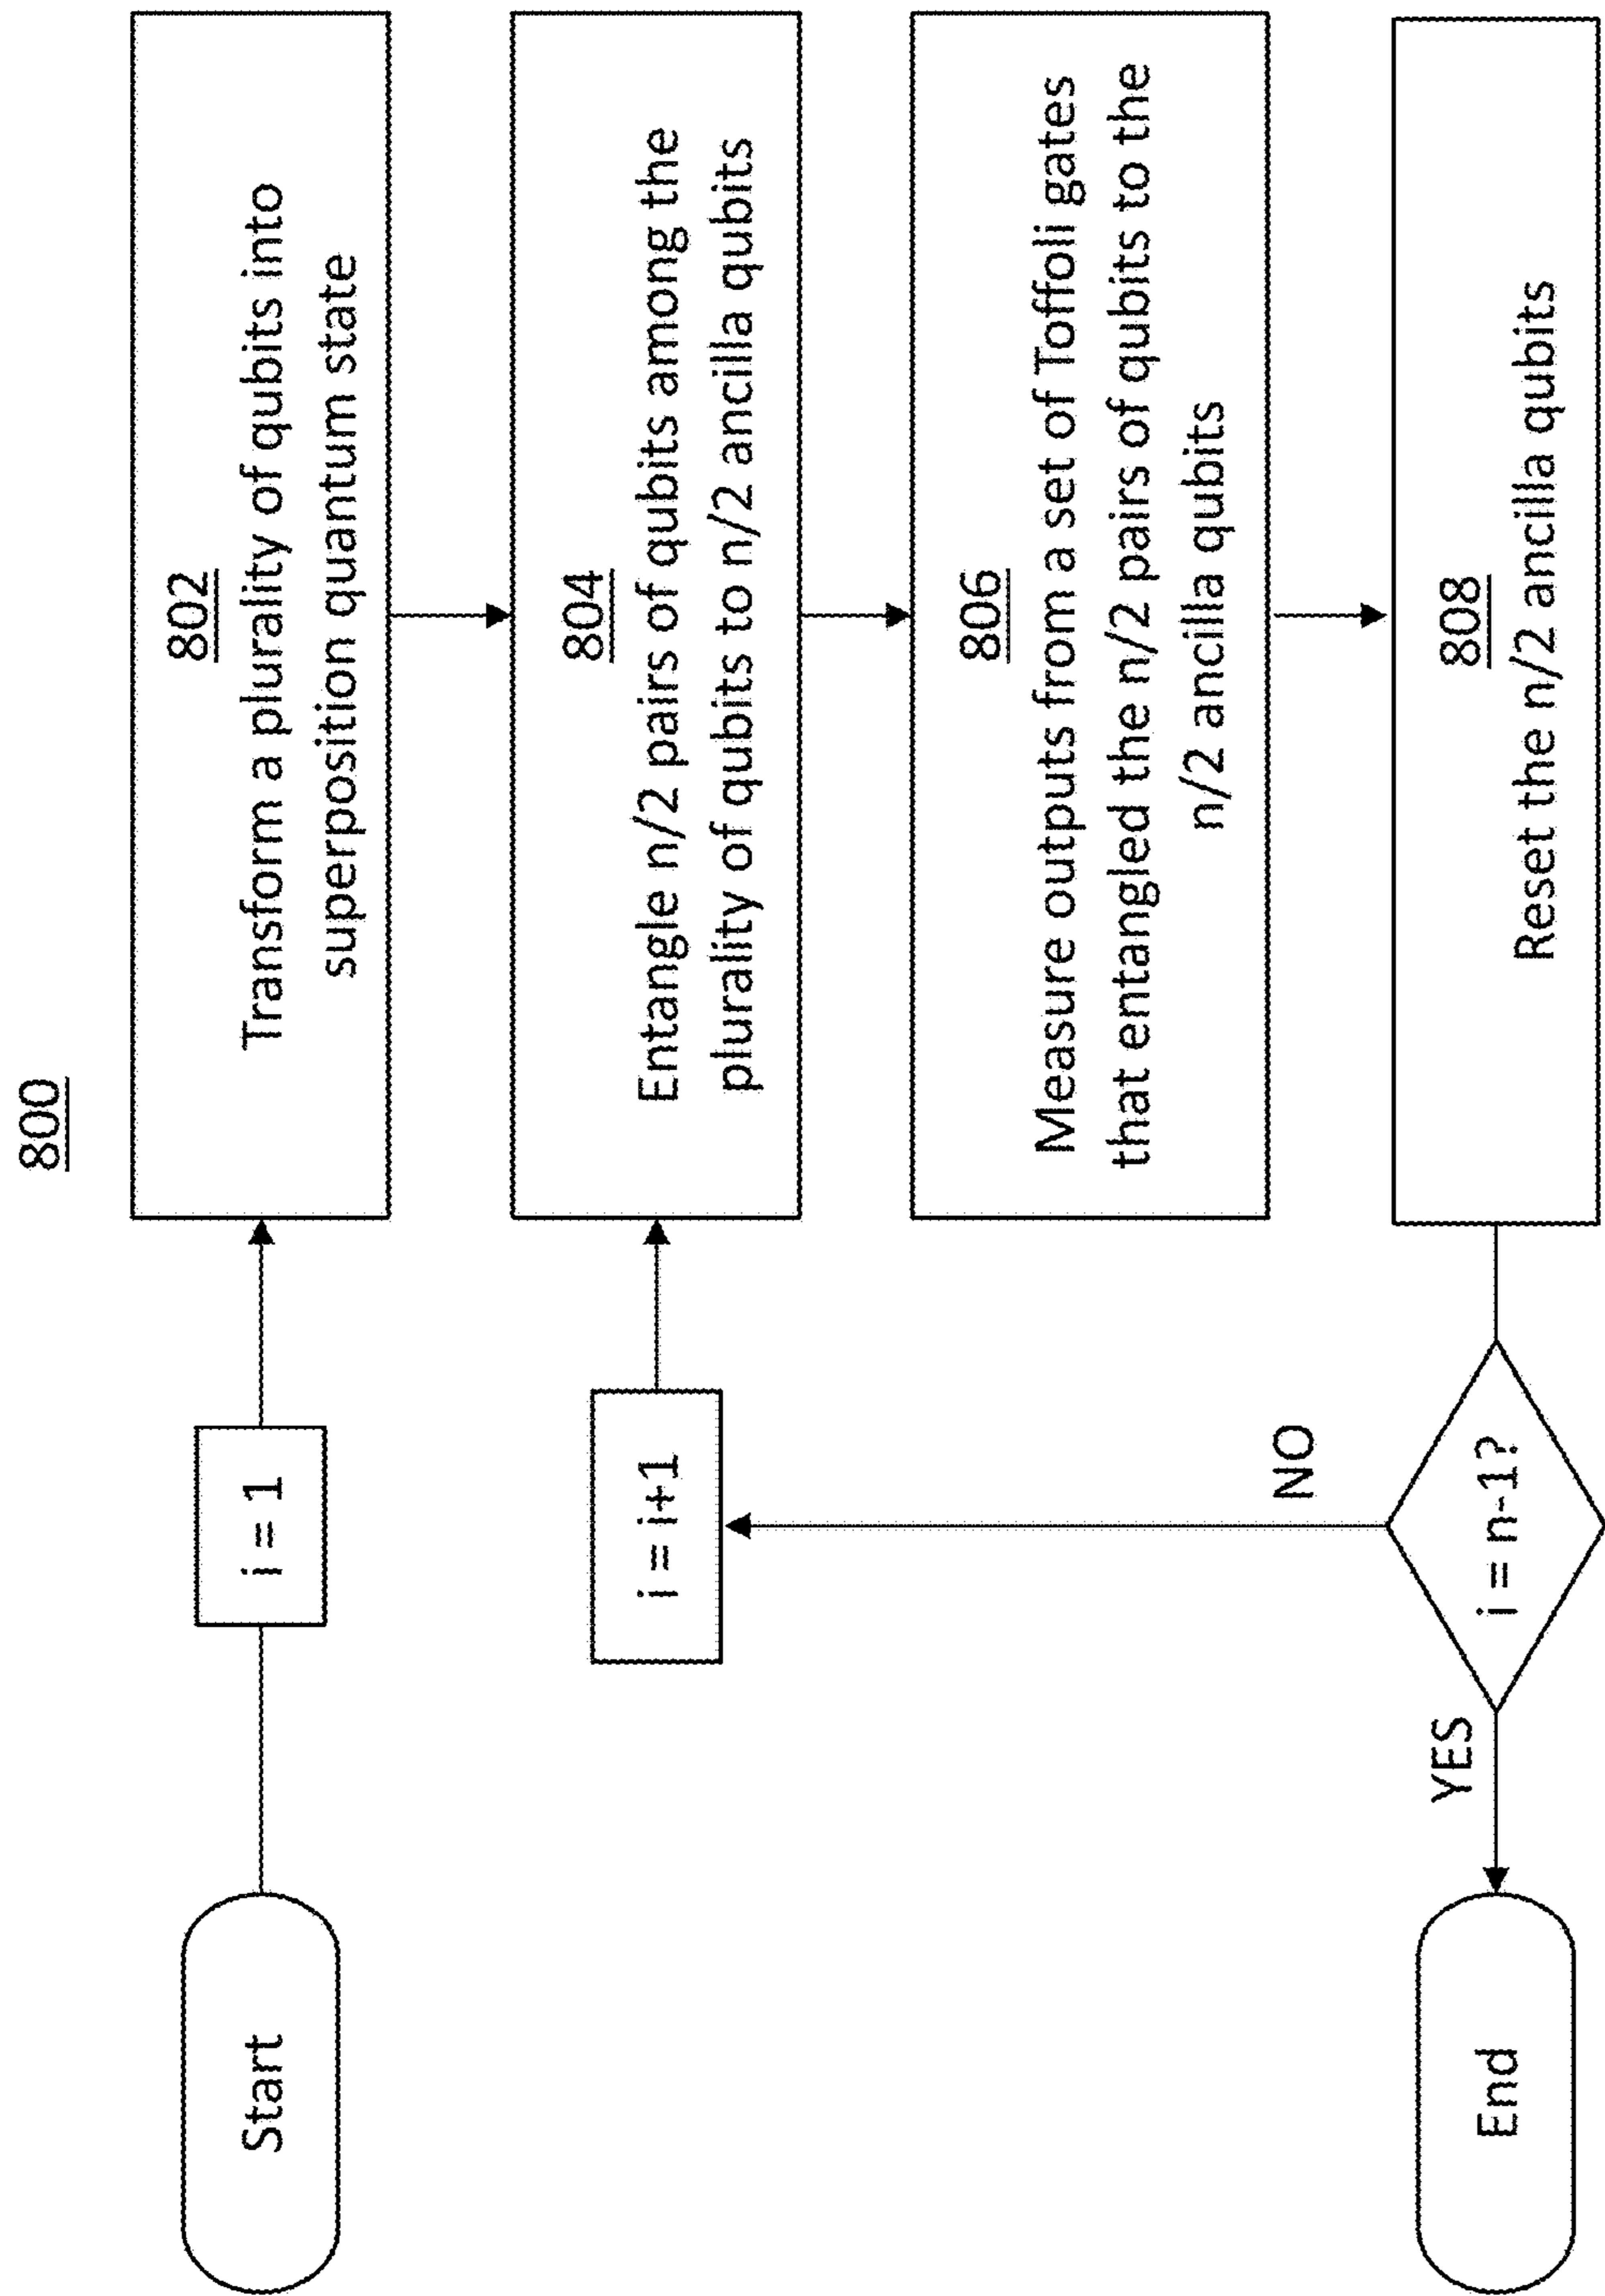 800
Start
i = 1
802
Transform a plurality of qubits into
superposition quantum state
i = i+1
804
Entangle n/2 pairs of qubits among the
plurality of qubits to n/2 ancilla qubits
806
Measure outputs from a set of Toffoli gates
that entangled the n/2 pairs of qubits to the
n/2 ancilla qubits
808
Reset the n/2 ancilla qubits
i = n-1?
NO
YES
End